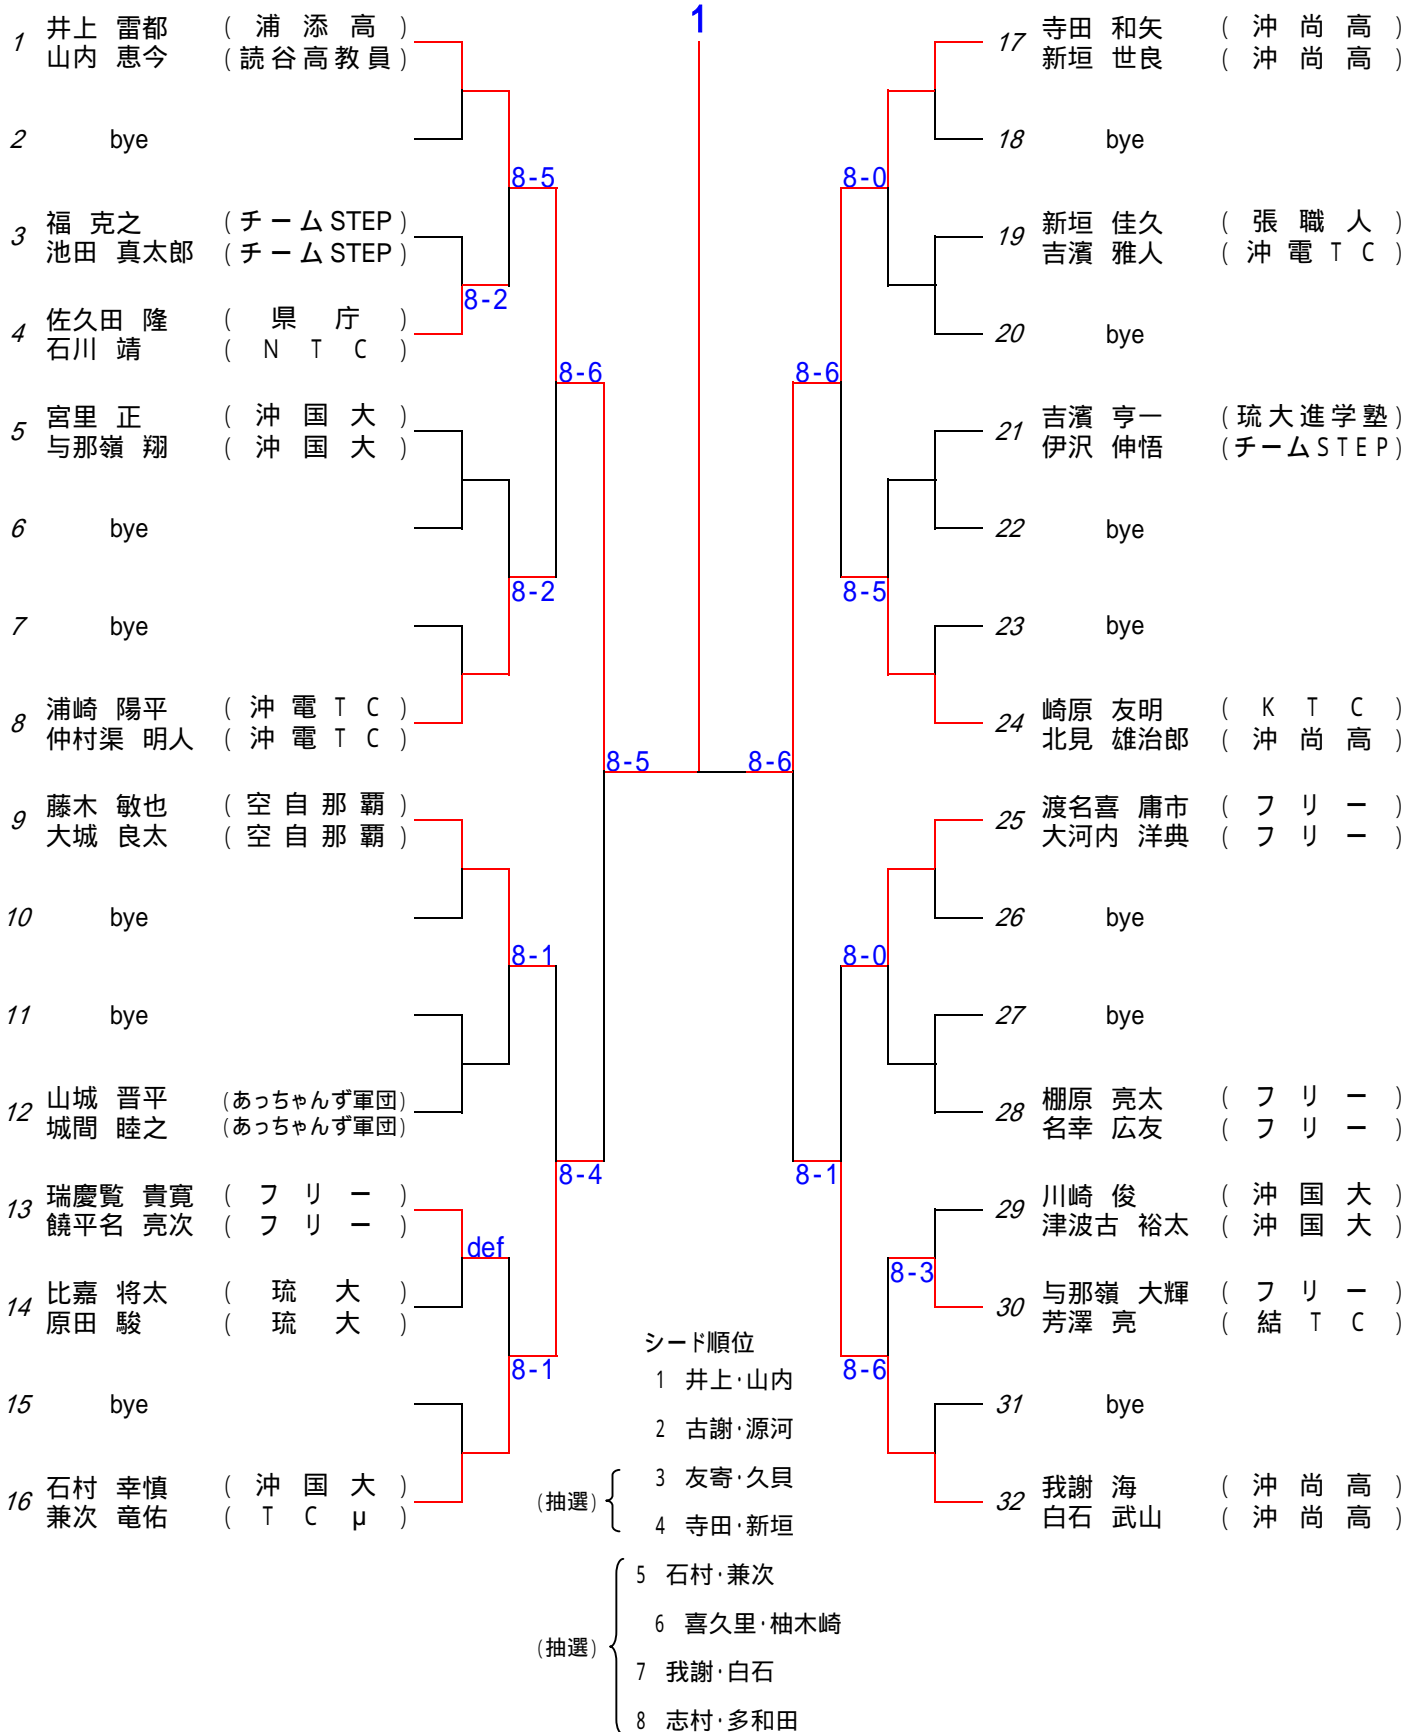 1
1 井上 雷都 ( 浦 添 高 )
山内 恵今 (読谷高教員)
2 bye
8-5
3 福 克之 (チームSTEP)
池田 真太郎 (チームSTEP)
8-2
4 佐久田 隆 ( 県 庁 )
石川 靖 ( N T C )
8-6
5 宮里 正 ( 沖 国 大 )
与那嶺 翔 ( 沖 国 大 )
6 bye
8-2
7 bye
8 浦崎 陽平 ( 沖 電 T C )
仲村渠 明人 ( 沖 電 T C )
8-5
9 藤木 敏也 ( 空 自 那 覇 )
大城 良太 ( 空 自 那 覇 )
10 bye
8-1
11 bye
12 山城 晋平 (あっちゃんず軍団)
城間 睦之 (あっちゃんず軍団)
8-4
13 瑞慶覧 貴寛 ( フ リ ー )
饒平名 亮次 ( フ リ ー )
def
14 比嘉 将太 ( 琉 大 )
原田 駿 ( 琉 大 )
8-1
15 bye
16 石村 幸慎 ( 沖 国 大 )
兼次 竜佑 ( T C μ )
17 寺田 和矢 ( 沖 尚 高 )
新垣 世良 ( 沖 尚 高 )
18 bye
8-0
19 新垣 佳久 ( 張 職 人 )
吉濱 雅人 ( 沖 電 T C )
20 bye
8-6
21 吉濱 亨一 (琉大進学塾)
伊沢 伸悟 (チームSTEP)
22 bye
8-5
23 bye
24 崎原 友明 ( K T C )
北見 雄治郎 ( 沖 尚 高 )
8-6
25 渡名喜 庸市 ( フ リ ー )
大河内 洋典 ( フ リ ー )
26 bye
8-0
27 bye
28 棚原 亮太 ( フ リ ー )
名幸 広友 ( フ リ ー )
8-1
29 川崎 俊 ( 沖 国 大 )
津波古 裕太 ( 沖 国 大 )
8-3
30 与那嶺 大輝 ( フ リ ー )
芳澤 亮 ( 結 T C )
8-6
31 bye
32 我謝 海 ( 沖 尚 高 )
白石 武山 ( 沖 尚 高 )
シード順位
1 井上・山内
2 古謝・源河
(抽選)
3 友寄・久貝
4 寺田・新垣
(抽選)
5 石村・兼次
6 喜久里・柚木崎
7 我謝・白石
8 志村・多和田